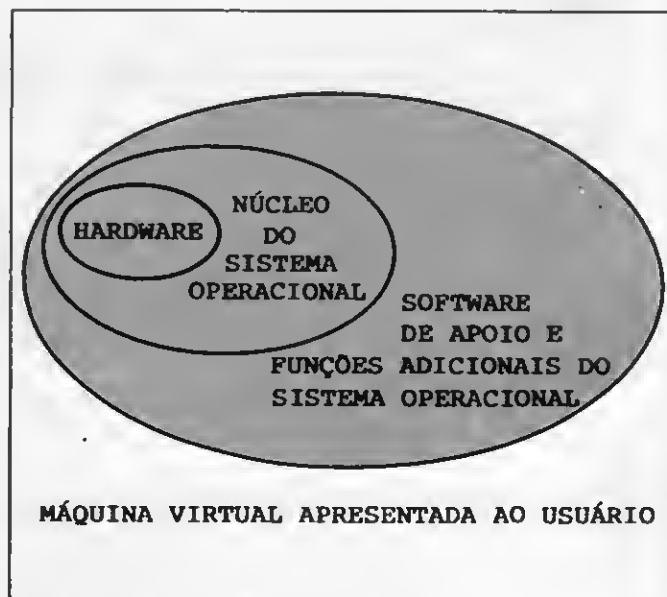 HARDWARE
NÚCLEO
DO
SISTEMA
OPERACIONAL
SOFTWARE
DE APOIO E
FUNÇÕES ADICIONAIS DO
SISTEMA OPERACIONAL
MÁQUINA VIRTUAL APRESENTADA AO USUÁRIO